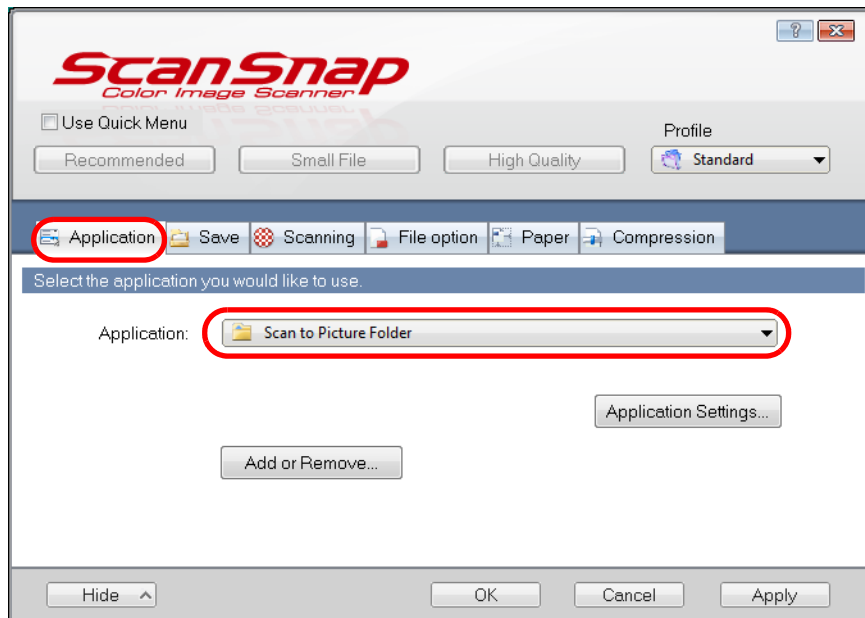 ScanSnap
Color Image Scanner
Use Quick Menu
Profile
Recommended Small File High Quality Standard
Application Save Scanning File option Paper Compression
Select the application you would like to use.
Application: Scan to Picture Folder
Application Settings...
Add or Remove...
Hide OK Cancel Apply